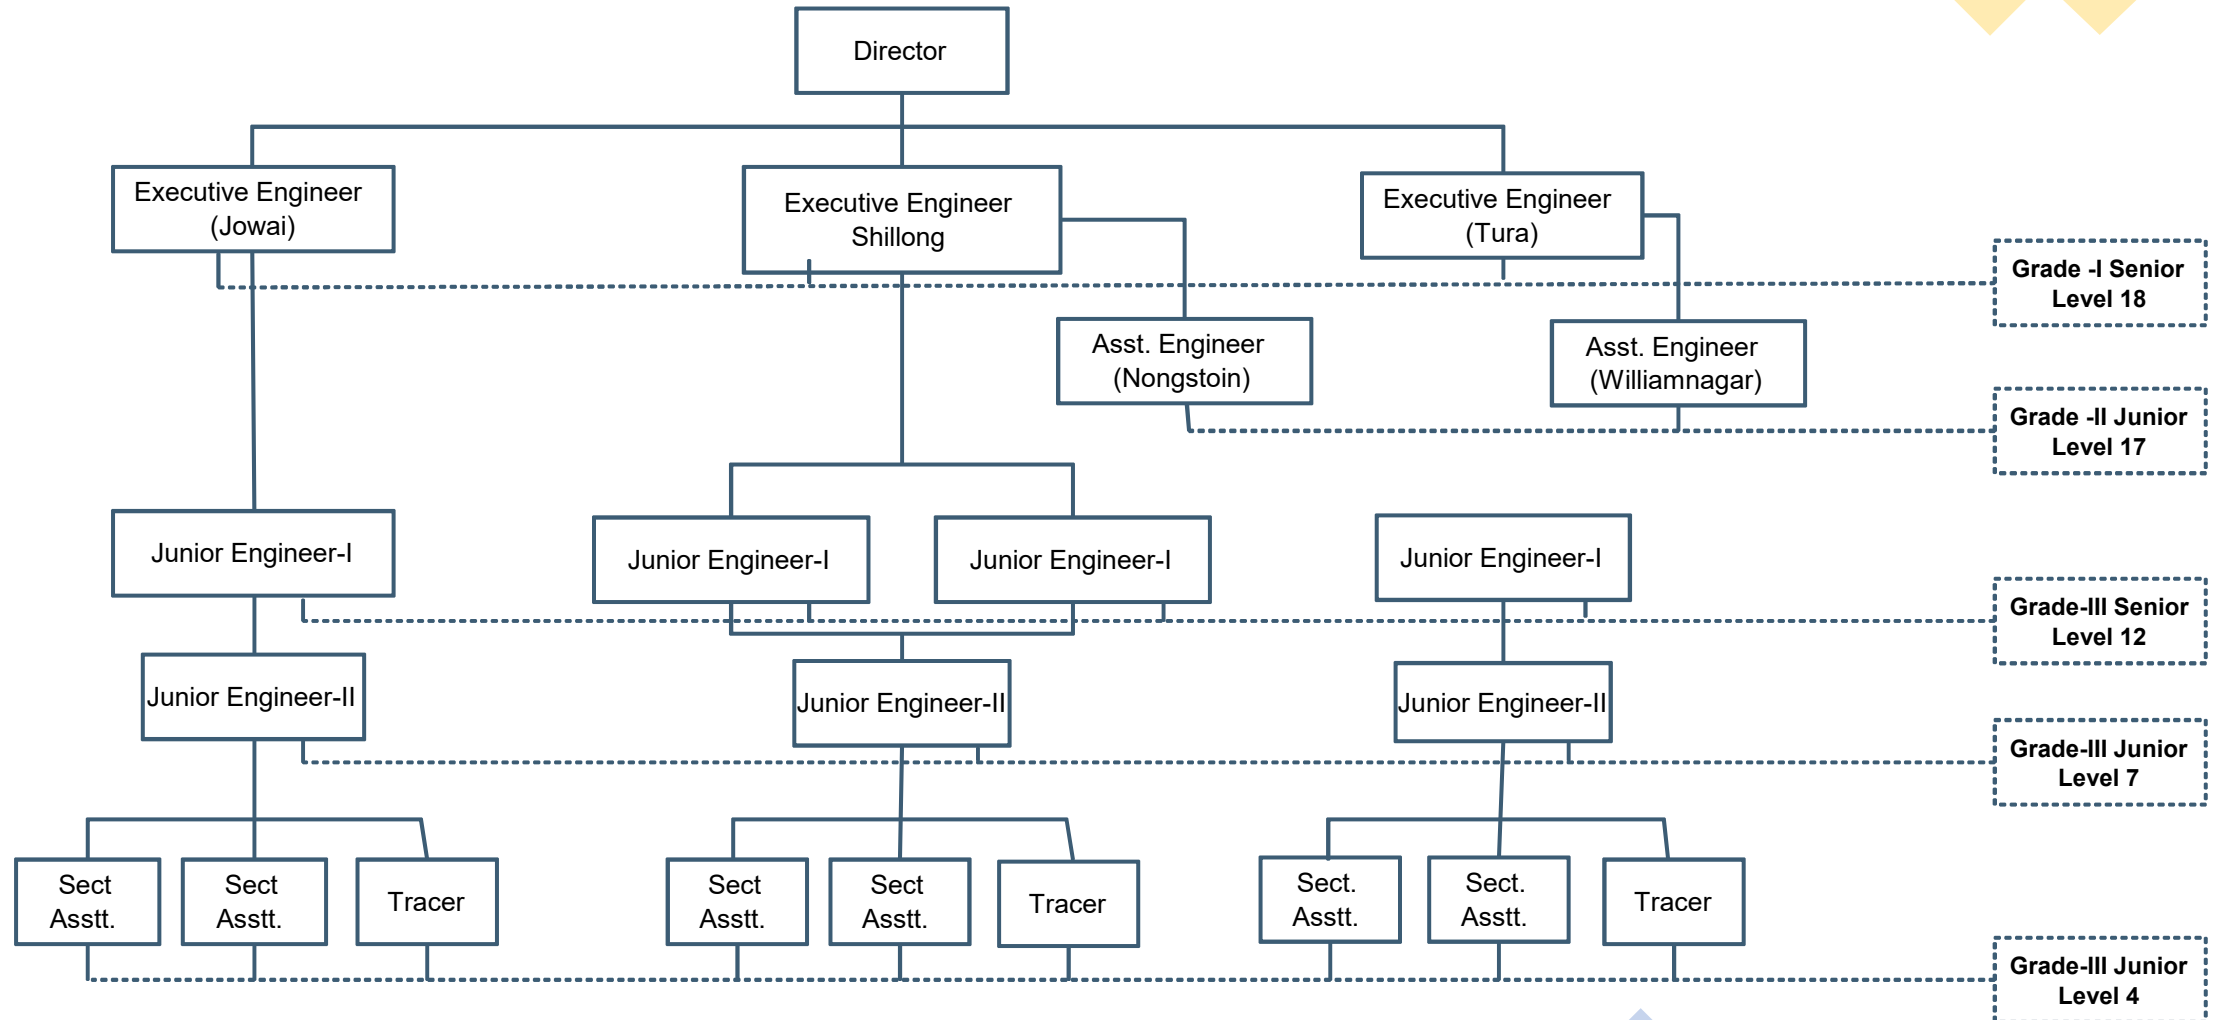 Director
Executive Engineer
(Jowai)
Executive Engineer
Shillong
Executive Engineer
(Tura)
Grade -I Senior
Level 18
Asst. Engineer
(Nongstoin)
Asst. Engineer
(Williamnagar)
Grade -II Junior
Level 17
Junior Engineer-I
Junior Engineer-I
Junior Engineer-I
Junior Engineer-I
Grade-III Senior
Level 12
Junior Engineer-II
Junior Engineer-II
Junior Engineer-II
Grade-III Junior
Level 7
Sect
Asstt.
Sect
Asstt.
Tracer
Sect
Asstt.
Sect
Asstt.
Tracer
Sect.
Asstt.
Sect.
Asstt.
Tracer
Grade-III Junior
Level 4